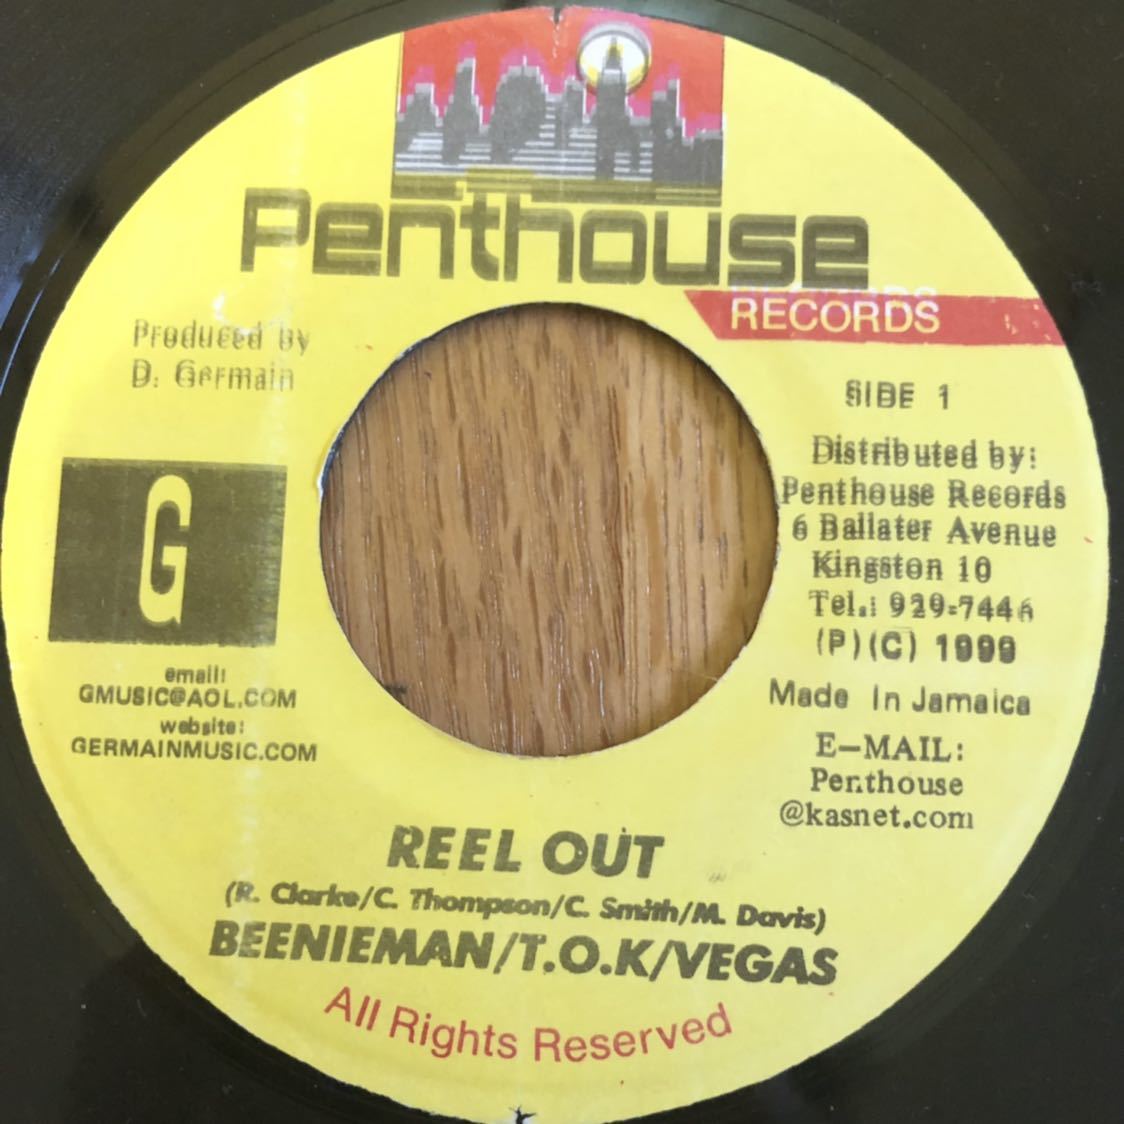 Penthouse
RECORDS
Produced by
D. Germain
SIDE 1
Distributed by:
Penthouse Records
6 Ballater Avenue
Kingston 10
Tel.: 929-7446
(P)(C) 1999
Made In Jamaica
E-MAIL:
Penthouse
@kasnet.com
G
email:
GMUSIC@AOL.COM
website:
GERMAINMUSIC.COM
REEL OUT
(R. Clarke/C. Thompson/C. Smith/M. Davis)
BEENIEMAN/T.O.K/VEGAS
All Rights Reserved